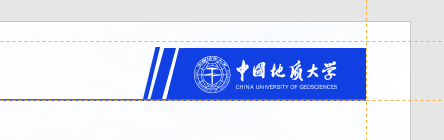 中国地质大学
CHINA UNIVERSITY OF GEOSCIENCES